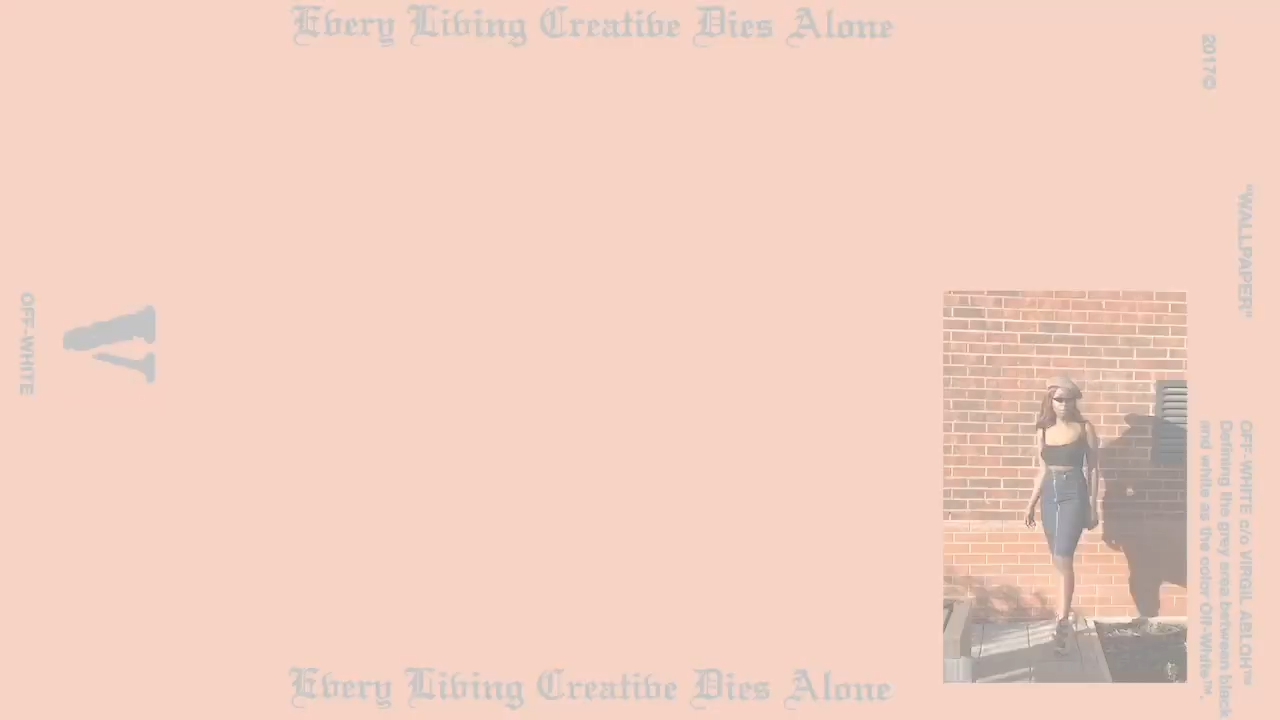 Every Living Creative Dies Alone
2017©
"WALLPAPER"
OFF-WHITE
OFF-WHITE c/o VIRGIL ABLOH™
Defining the grey area between black
and white as the color Off-White™.
Every Living Creative Dies Alone